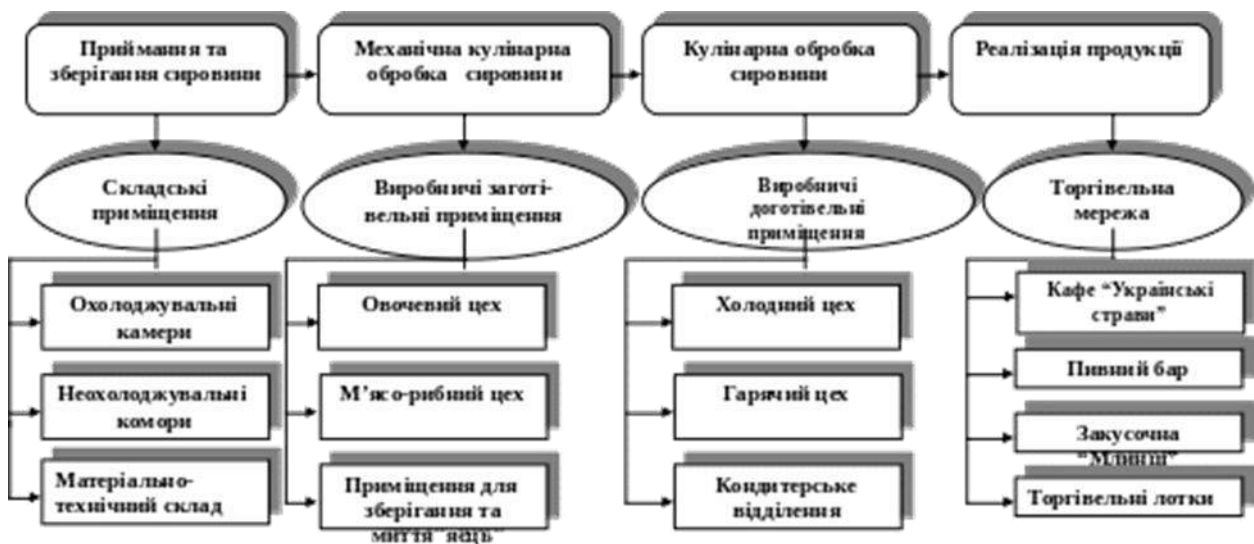 Приймання та
зберігання сировини
Механічна кулінарна
обробка сировини
Кулінарна обробка
сировини
Реалізація продукції
Складські
приміщення
Виробничі заготі-
вельні приміщення
Виробничі
доготівельні
приміщення
Торгівельна
мережа
Охолоджувальні
камери
Неохолоджувальні
комори
Матеріально-
технічний склад
Овочевий цех
М’ясо-рибний цех
Приміщення для
зберігання та
миття яєць
Холодний цех
Гарячий цех
Кондитерське
відділення
Кафе “Українські
страви”
Пивний бар
Закусочна
“Млинці”
Торгівельні лотки